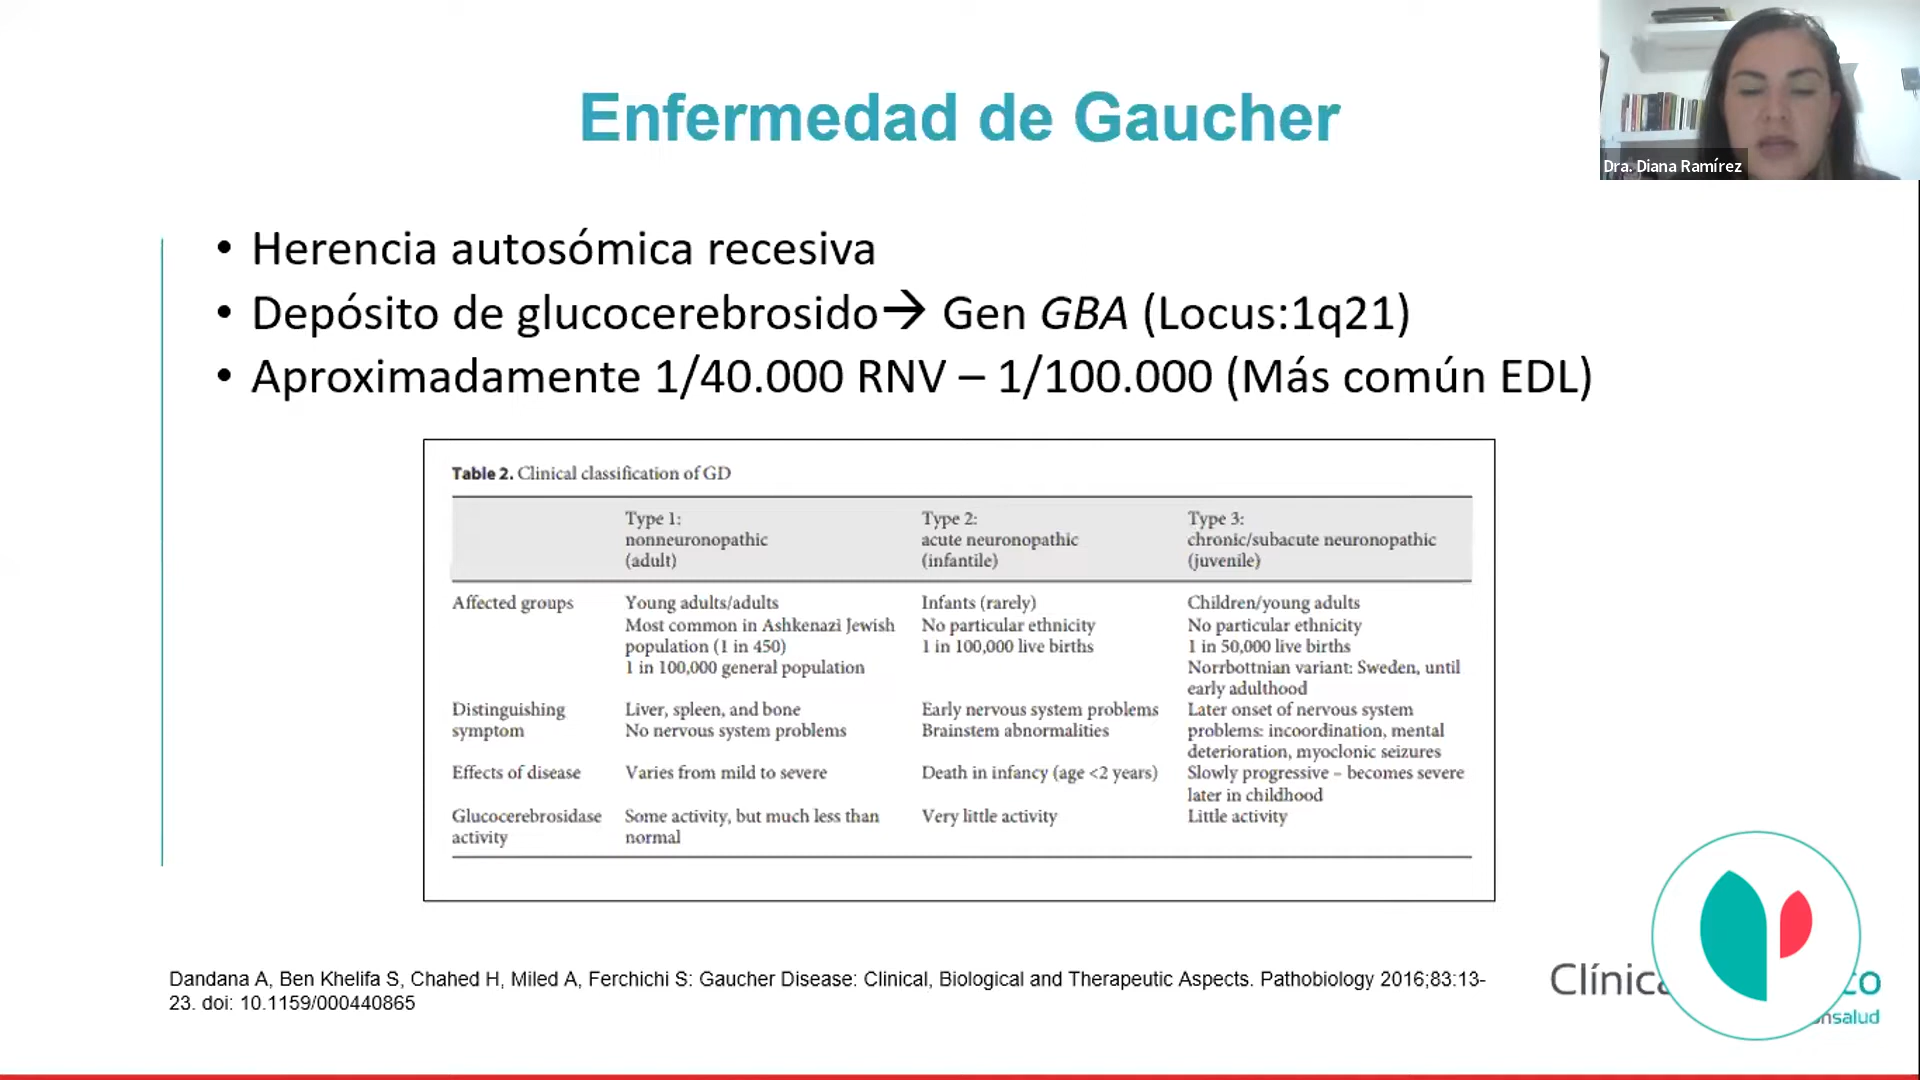 Enfermedad de Gaucher
Dra. Diana Ramírez
• Herencia autosómica recesiva
• Depósito de glucocerebrosido→ Gen GBA (Locus:1q21)
• Aproximadamente 1/40.000 RNV – 1/100.000 (Más común EDL)
Table 2. Clinical classification of GD
Type 1:
nonneuronopathic
(adult)
Type 2:
acute neuronopathic
(infantile)
Type 3:
chronic/subacute neuronopathic
(juvenile)
Affected groups
Young adults/adults
Most common in Ashkenazi Jewish
population (1 in 450)
1 in 100,000 general population
Infants (rarely)
No particular ethnicity
1 in 100,000 live births
Children/young adults
No particular ethnicity
1 in 50,000 live births
Norrbottnian variant: Sweden, until
early adulthood
Distinguishing
symptom
Liver, spleen, and bone
No nervous system problems
Early nervous system problems
Brainstem abnormalities
Later onset of nervous system
problems: incoordination, mental
deterioration, myoclonic seizures
Effects of disease
Varies from mild to severe
Death in infancy (age <2 years)
Slowly progressive – becomes severe
later in childhood
Glucocerebrosidase
activity
Some activity, but much less than
normal
Very little activity
Little activity
Dandana A, Ben Khelifa S, Chahed H, Miled A, Ferchichi S: Gaucher Disease: Clinical, Biological and Therapeutic Aspects. Pathobiology 2016;83:13-
23. doi: 10.1159/000440865